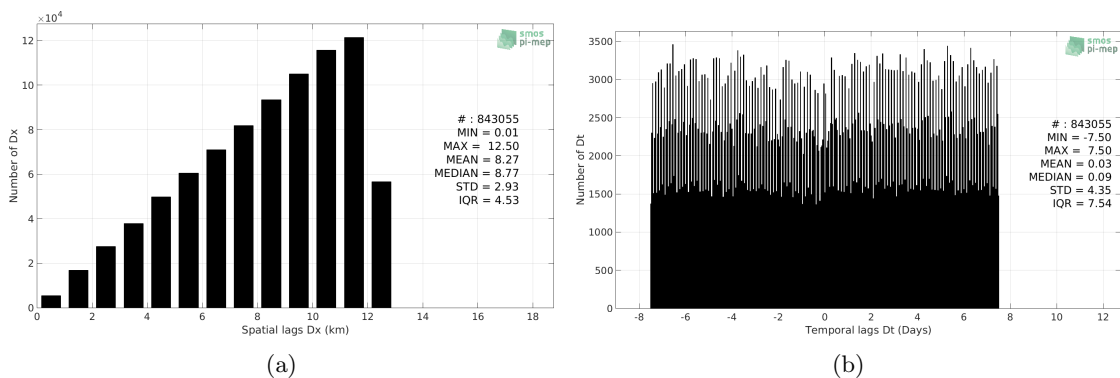 ×10⁴
12
10
8
6
4
2
0
Number of Dx
smos
pi-mep
# : 843055
MIN = 0.01
MAX = 12.50
MEAN = 8.27
MEDIAN = 8.77
STD = 2.93
IQR = 4.53
0 2 4 6 8 10 12 14 16 18
Spatial lags Dx (km)
(a)
3500
3000
2500
2000
1500
1000
500
0
Number of Dt
smos
pi-mep
# : 843055
MIN = -7.50
MAX = 7.50
MEAN = 0.03
MEDIAN = 0.09
STD = 4.35
IQR = 7.54
-8 -6 -4 -2 0 2 4 6 8 10 12
Temporal lags Dt (Days)
(b)